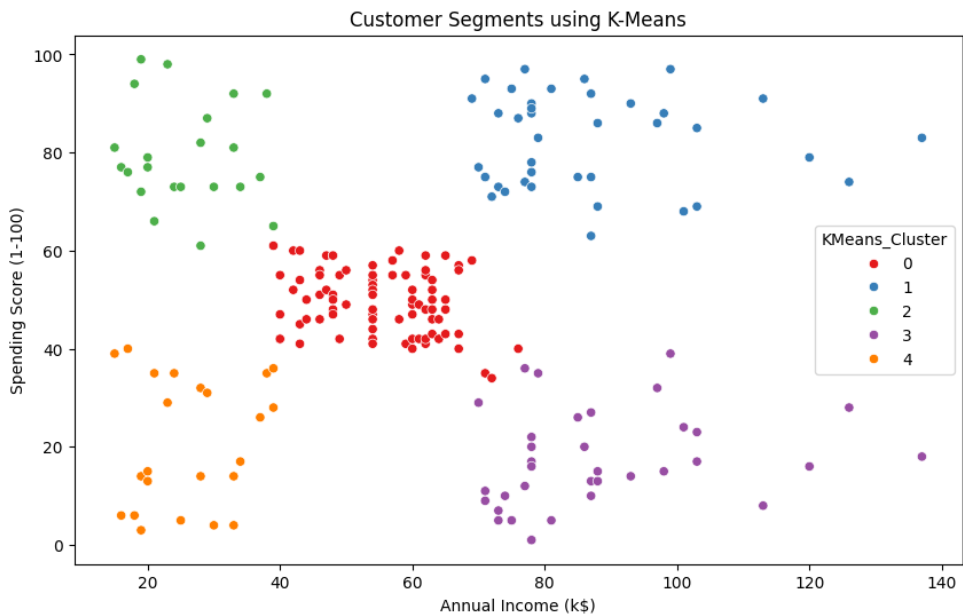 Customer Segments using K-Means
100
80
60
40
20
0
Spending Score (1-100)
KMeans_Cluster
0
1
2
3
4
20 40 60 80 100 120 140
Annual Income (k$)